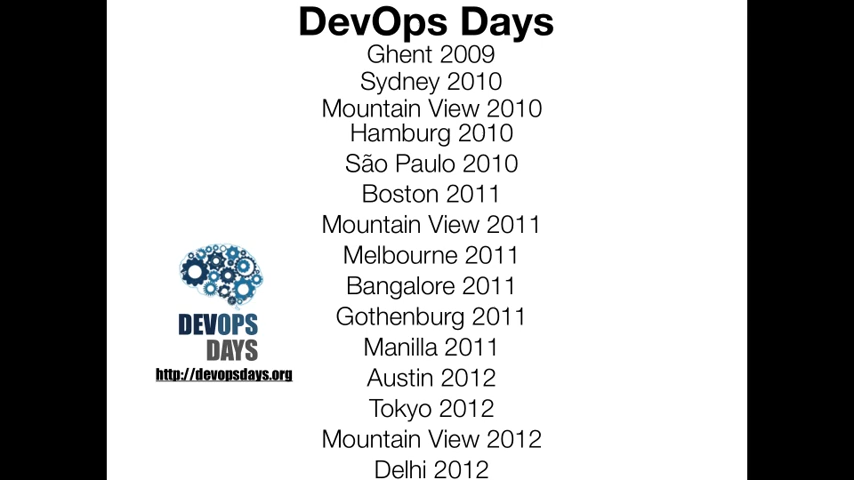 DevOps Days
Ghent 2009
Sydney 2010
Mountain View 2010
Hamburg 2010
São Paulo 2010
Boston 2011
Mountain View 2011
Melbourne 2011
Bangalore 2011
Gothenburg 2011
Manilla 2011
Austin 2012
Tokyo 2012
Mountain View 2012
Delhi 2012
DEVOPS
DAYS
http://devopsdays.org